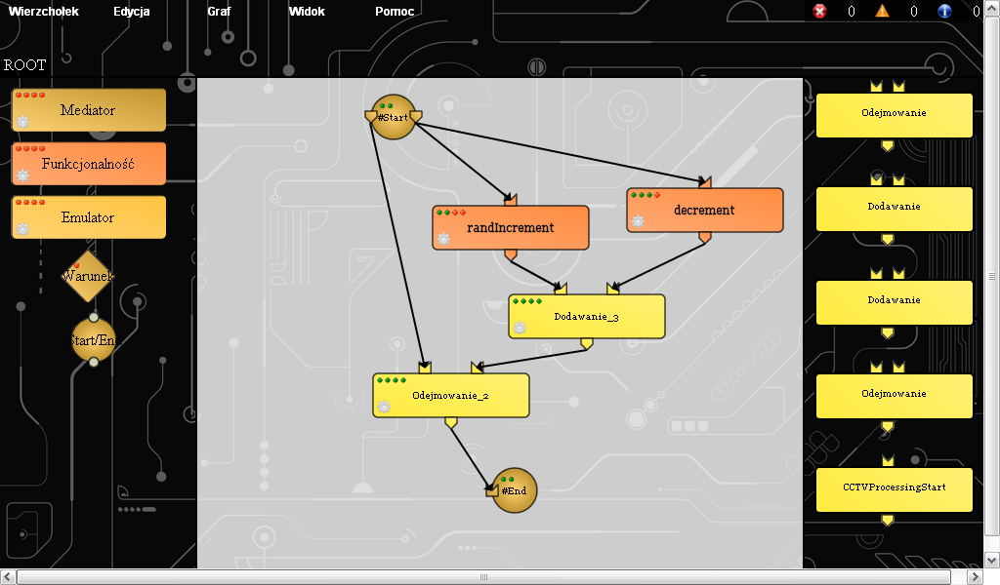 Wierzchołek Edycja Graf Widok Pomoc 0 0 0
ROOT
Mediator
Funkcjonalność
Emulator
Warunek
Start/En
#Start
randIncrement
decrement
Dodawanie_3
Odejmowanie_2
#End
Odejmowanie
Dodawanie
Dodawanie
Odejmowanie
CCTVProcessingStart